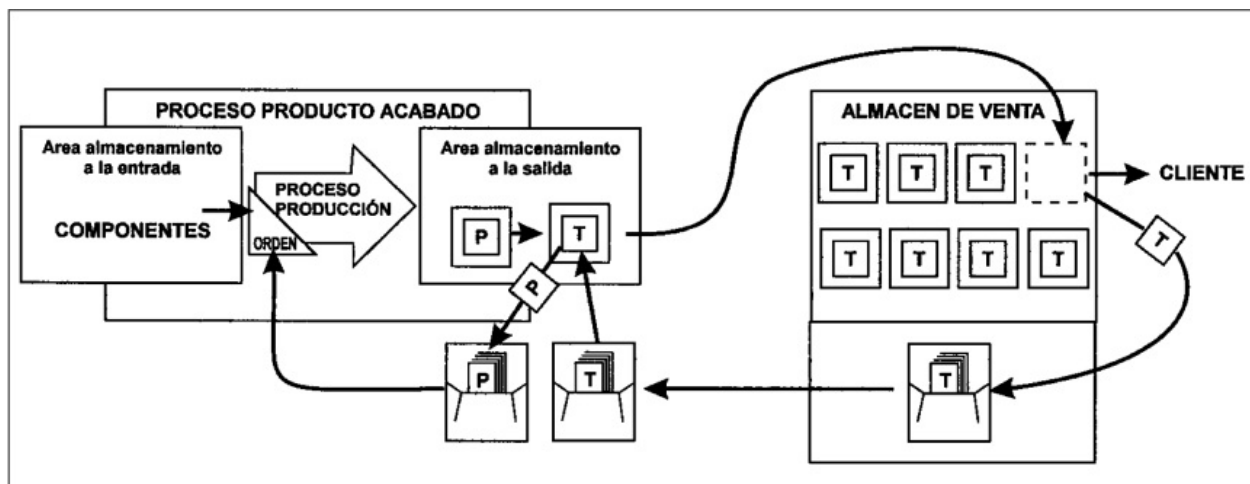 PROCESO PRODUCTO ACABADO
Area almacenamiento
a la entrada
COMPONENTES
ORDEN
PROCESO
PRODUCCIÓN
Area almacenamiento
a la salida
P
T
P
P
T
ALMACEN DE VENTA
T
T
T
CLIENTE
T
T
T
T
T
T